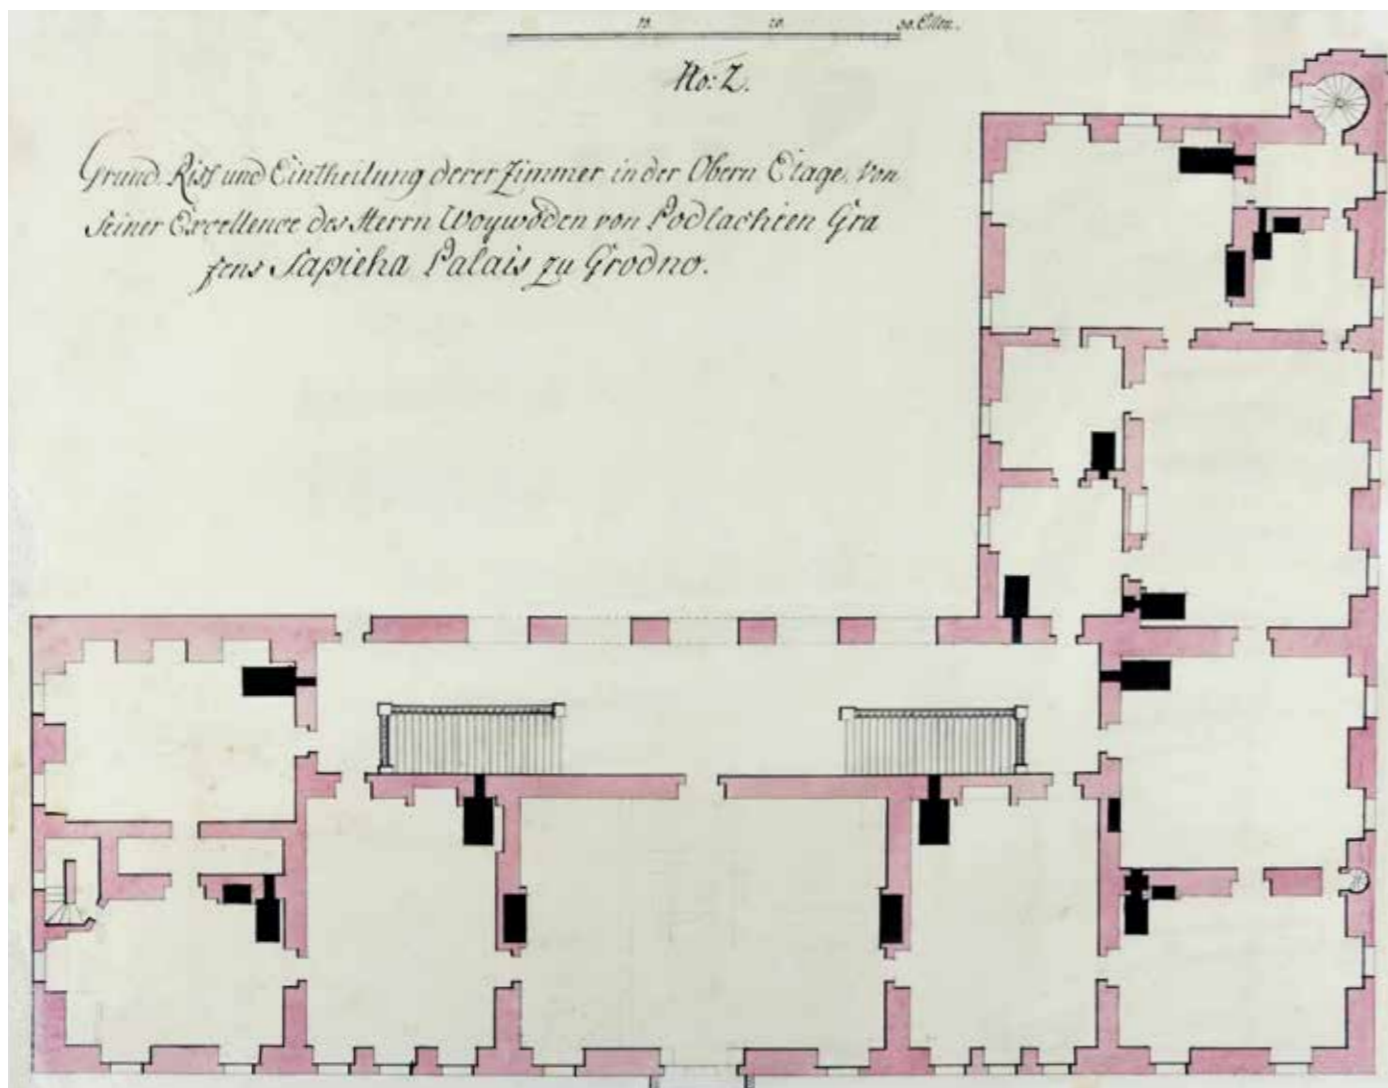 10. 20. 30. Ellen.
No: 2.
Grund Riss und Eintheilung derer Zimmer in der Obern Etage. von
seiner Excellence des Herrn Woywoden von Podlachien Gra
fens Sapieha Palais zu Grodno.